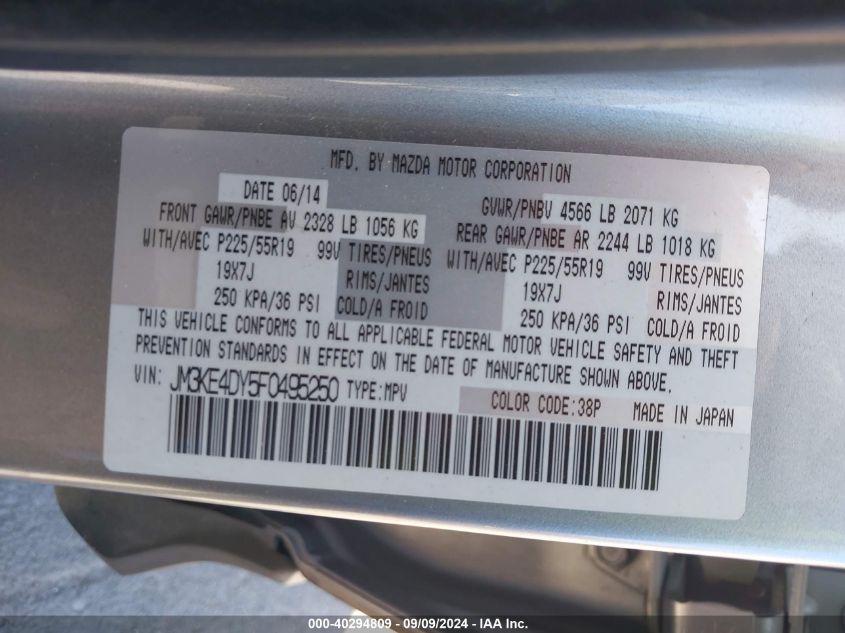 MFD. BY MAZDA MOTOR CORPORATION
DATE 06/14
GVWR/PNBV 4566 LB 2071 KG
FRONT GAWR/PNBE AV 2328 LB 1056 KG
REAR GAWR/PNBE AR 2244 LB 1018 KG
WITH/AVEC P225/55R19 99V TIRES/PNEUS
WITH/AVEC P225/55R19 99V TIRES/PNEUS
19X7J RIMS/JANTES
19X7J RIMS/JANTES
250 KPA/36 PSI COLD/A FROID
250 KPA/36 PSI COLD/A FROID
THIS VEHICLE CONFORMS TO ALL APPLICABLE FEDERAL MOTOR VEHICLE SAFETY AND THEFT
PREVENTION STANDARDS IN EFFECT ON THE DATE OF MANUFACTURE SHOWN ABOVE.
VIN: JM3KE4DY5F0495250 TYPE:MPV
COLOR CODE:38P MADE IN JAPAN
000-40294809 - 09/09/2024 - IAA Inc.